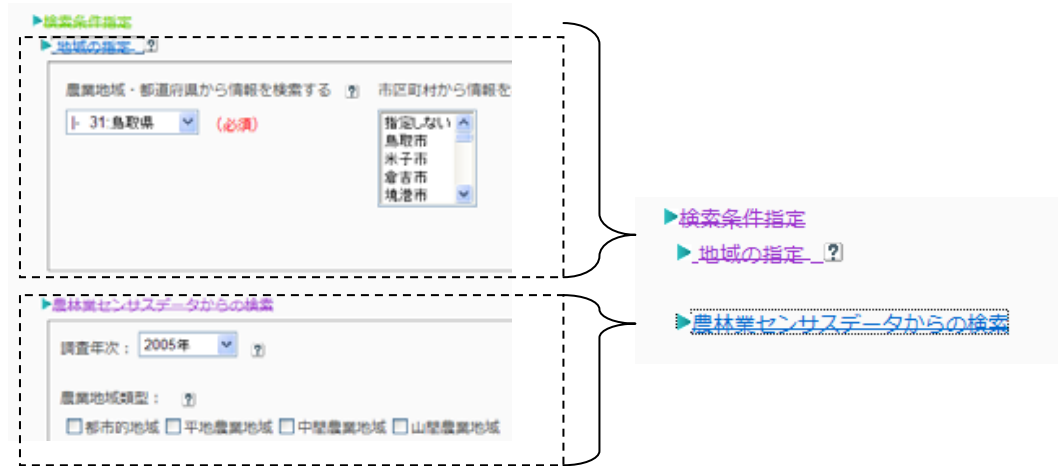 ▶検索条件指定
▶ 地域の指定 ?
農業地域・都道府県から情報を検索する ? 市区町村から情報を
├ 31:鳥取県 (必須)
指定しない
鳥取市
米子市
倉吉市
境港市
▶農林業センサスデータからの検索
調査年次： 2005年 ?
農業地域類型： ?
都市的地域 平地農業地域 中間農業地域 山間農業地域
▶検索条件指定
▶ 地域の指定 ?
▶農林業センサスデータからの検索